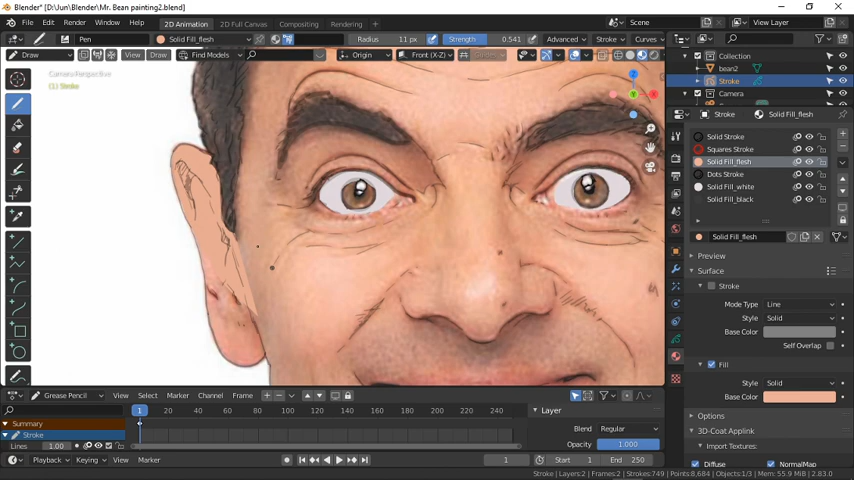 Blender* [D:\Jun\Blender\Mr. Bean painting2.blend]
File Edit Render Window Help 2D Animation 2D Full Canvas Compositing Rendering Scene View Layer
Pen Solid Fill_flesh Radius 11 px Strength 0.541 Advanced Stroke Curves
Draw View Draw Find Models Origin Front (X-Z) Guides
Camera Perspective
(1) Stroke
Collection
bean2
Stroke
Camera
Stroke Solid Fill_flesh
Solid Stroke
Squares Stroke
Solid Fill_flesh
Dots Stroke
Solid Fill_white
Solid Fill_black
Solid Fill_flesh
Preview
Surface
Stroke
Mode Type Line
Style Solid
Base Color
Self Overlap
Fill
Style Solid
Base Color
Options
3D-Coat Applink
Import Textures:
Diffuse NormalMap
Grease Pencil View Select Marker Channel Frame
1 20 40 60 80 100 120 140 160 180 200 220 240
Summary
Stroke
Lines 1.00
Layer
Blend Regular
Opacity 1.000
Playback Keying View Marker 1 Start 1 End 250
Stroke | Layers:2 | Frames:2 | Strokes:749 | Points:8,684 | Objects:1/3 | Mem: 55.9 MiB | 2.83.0